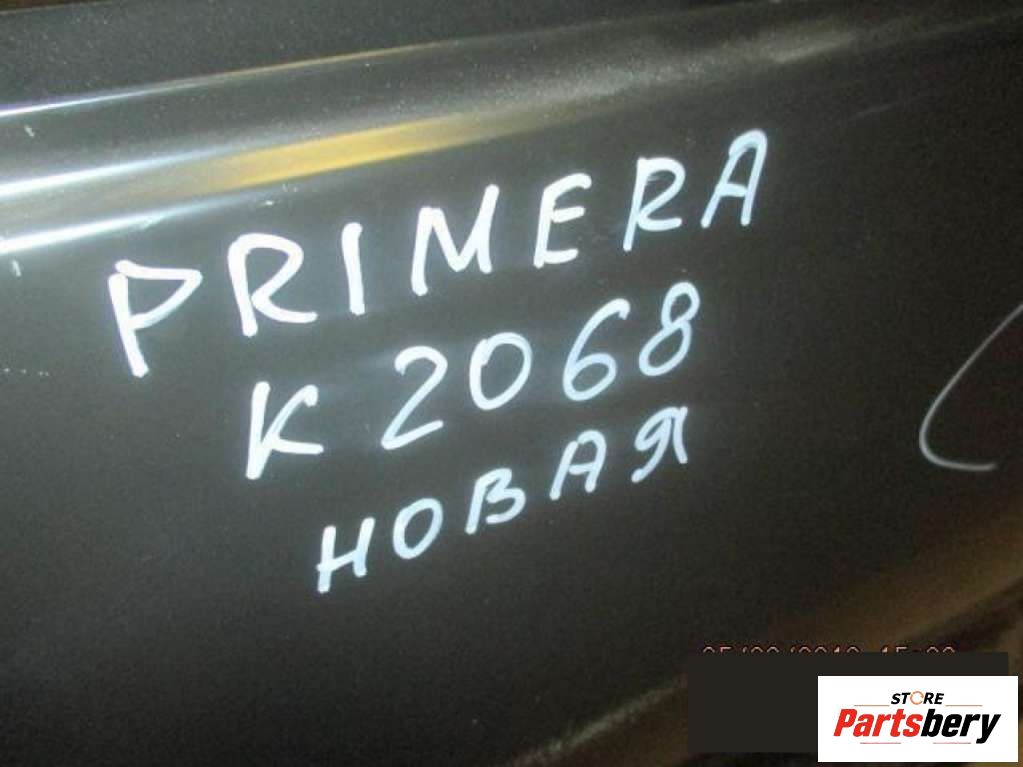 PRIMERA
K 2068
НОВАЯ
STORE
Partsbery